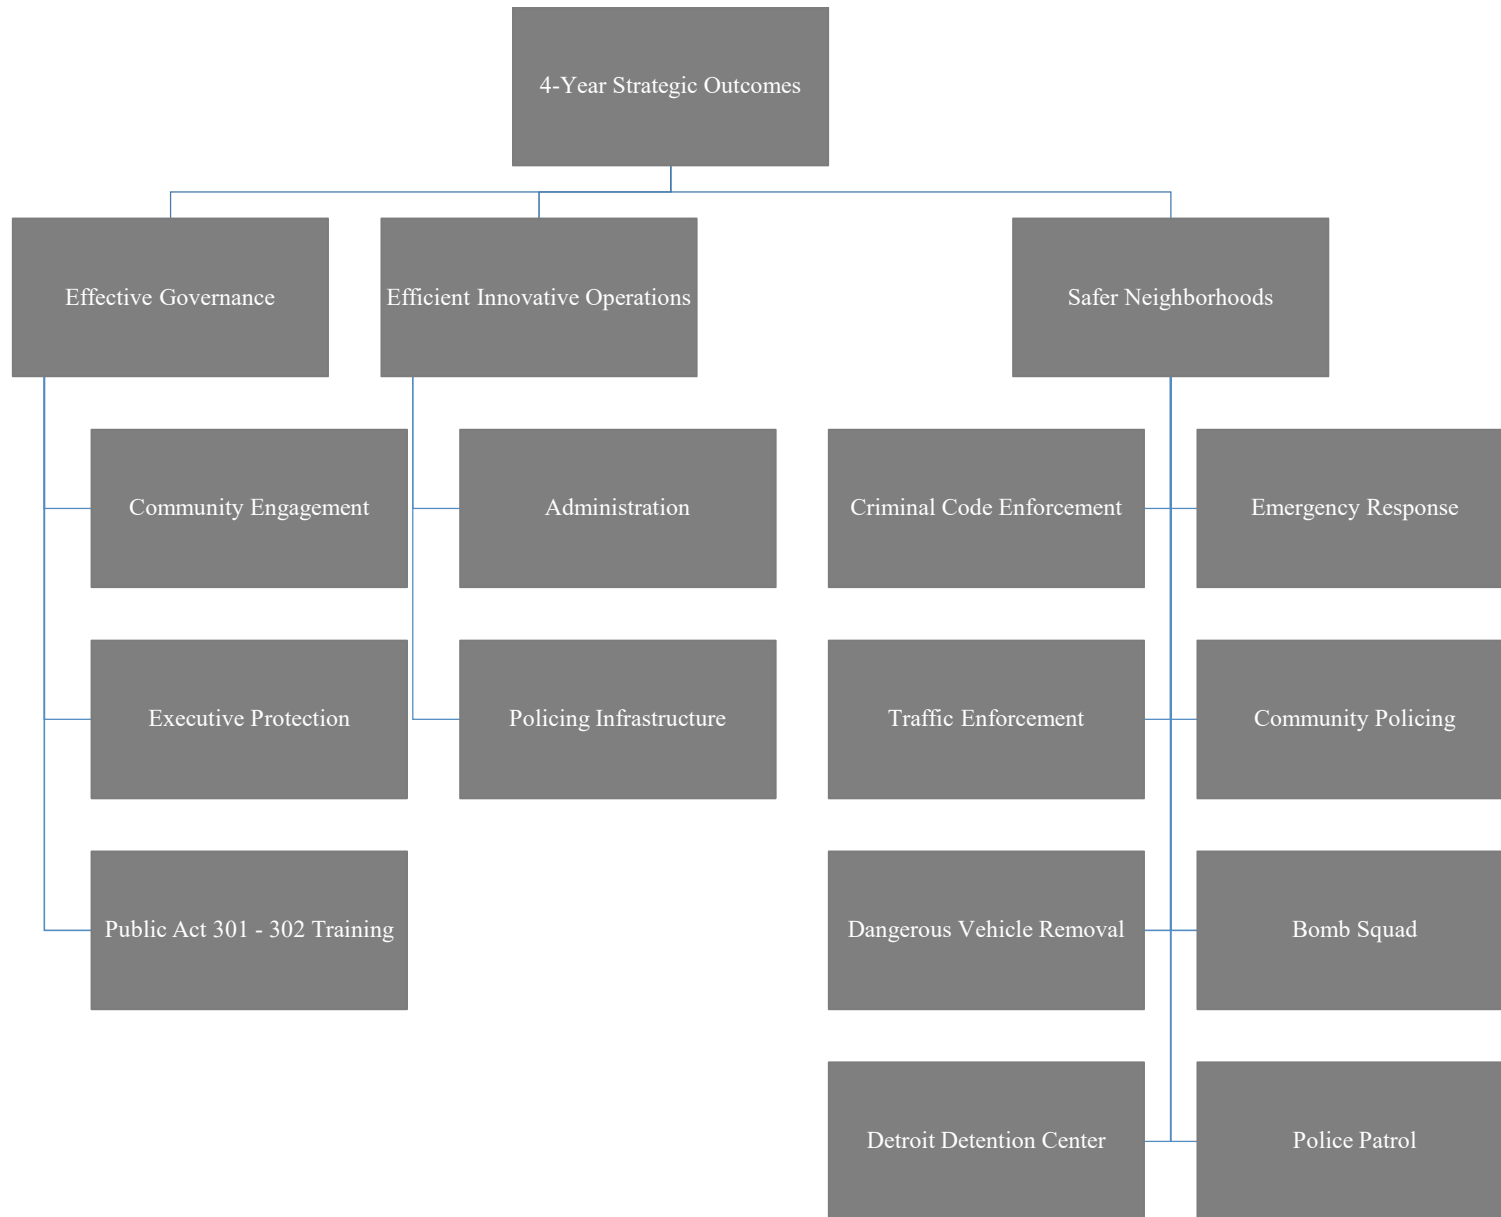 4-Year Strategic Outcomes
Effective Governance
Efficient Innovative Operations
Safer Neighborhoods
Community Engagement
Administration
Criminal Code Enforcement
Emergency Response
Executive Protection
Policing Infrastructure
Traffic Enforcement
Community Policing
Public Act 301 - 302 Training
Dangerous Vehicle Removal
Bomb Squad
Detroit Detention Center
Police Patrol